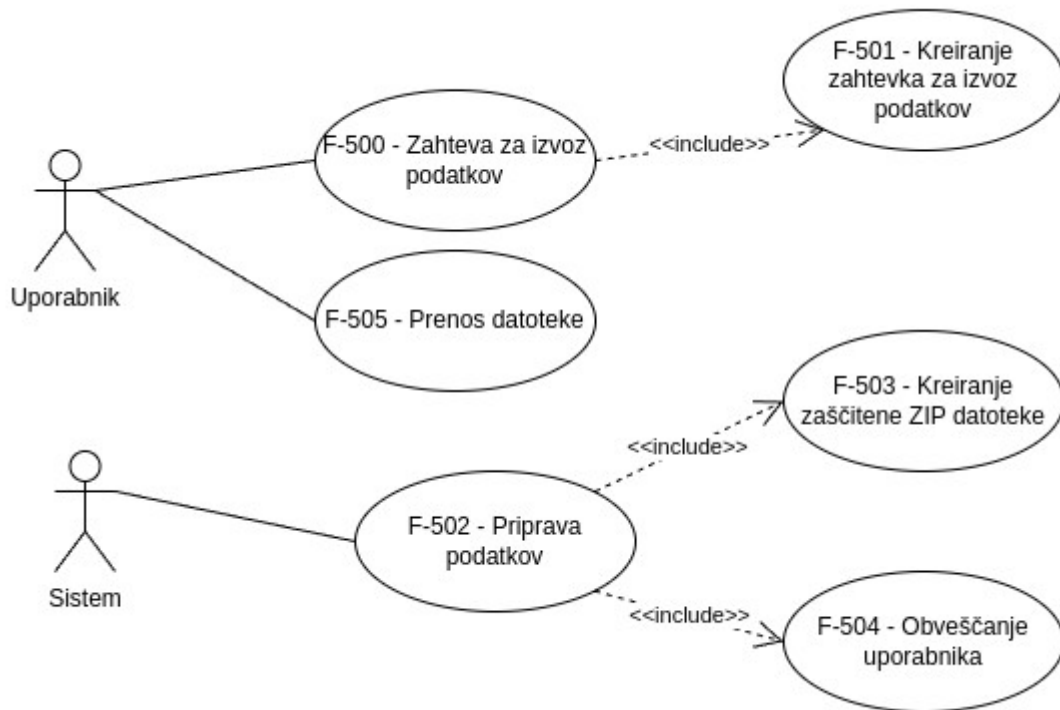 F-501 - Kreiranje
zahtevka za izvoz
podatkov
F-500 - Zahteva za izvoz
podatkov
<<include>>
Uporabnik
F-505 - Prenos datoteke
F-503 - Kreiranje
zaščitene ZIP datoteke
<<include>>
F-502 - Priprava
podatkov
Sistem
<<include>>
F-504 - Obveščanje
uporabnika